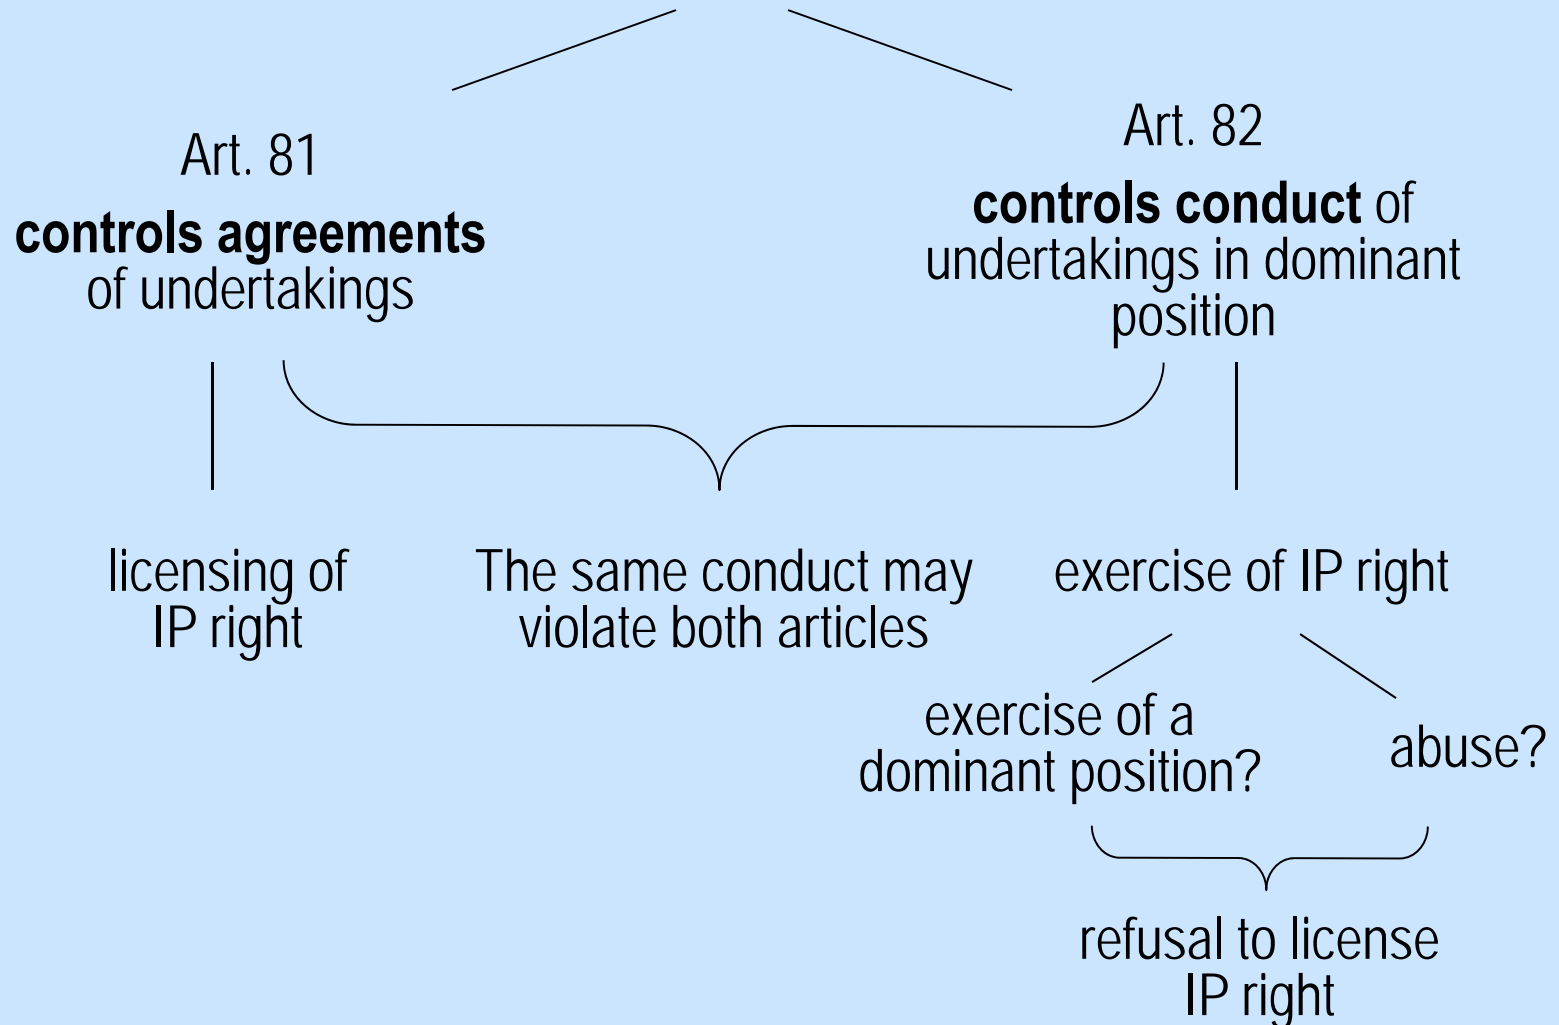 Art. 81
controls agreements
of undertakings
Art. 82
controls conduct of
undertakings in dominant
position
licensing of
IP right
The same conduct may
violate both articles
exercise of IP right
exercise of a
dominant position?
abuse?
refusal to license
IP right